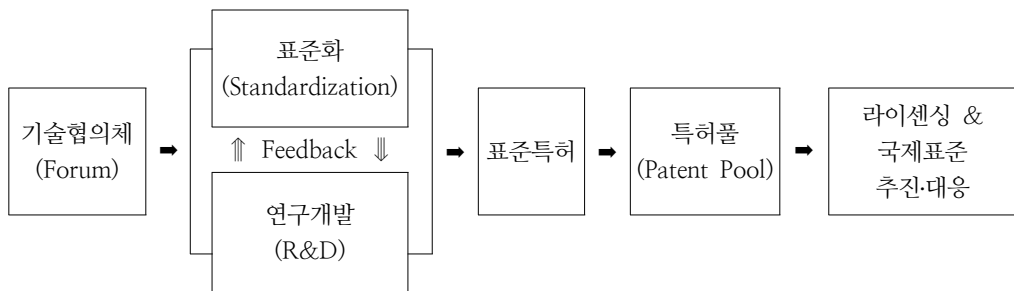 기술협의체
(Forum)
➡
표준화
(Standardization)
⇑ Feedback ⇓
연구개발
(R&D)
➡
표준특허
➡
특허풀
(Patent Pool)
➡
라이센싱 &
국제표준
추진·대응